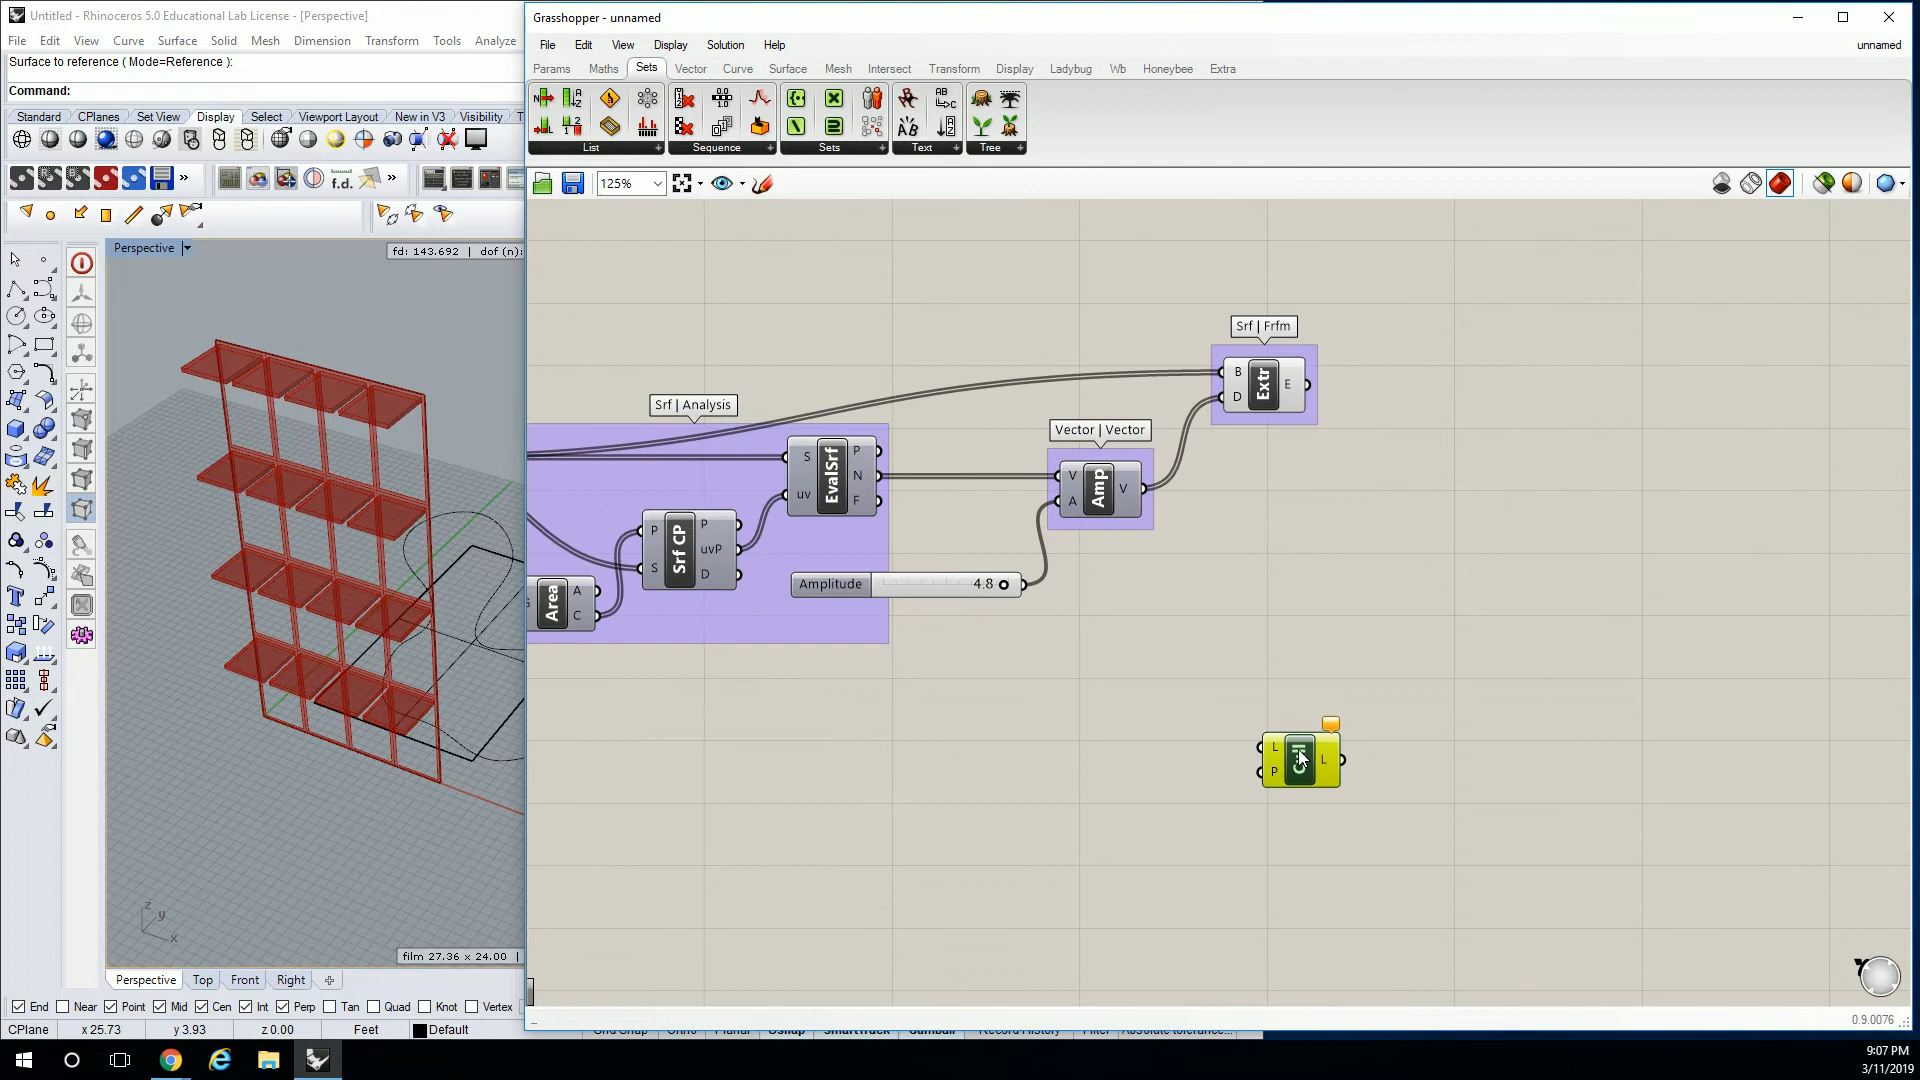 Untitled - Rhinoceros 5.0 Educational Lab License - [Perspective]
File Edit View Curve Surface Solid Mesh Dimension Transform Tools Analyze
Surface to reference ( Mode=Reference ):
Command:
Standard CPlanes Set View Display Select Viewport Layout New in V3 Visibility T
f.d.
Perspective
fd: 143.692 | dof (n):
film 27.36 x 24.00 |
z
y
x
Perspective Top Front Right
End Near Point Mid Cen Int Perp Tan Quad Knot Vertex
CPlane x 25.73 y 3.93 z 0.00 Feet Default
Grasshopper - unnamed
File Edit View Display Solution Help
unnamed
Params Maths Sets Vector Curve Surface Mesh Intersect Transform Display Ladybug Wb Honeybee Extra
List Sequence Sets Text Tree
125%
Srf | Frfm
B
D
Extr
E
Srf | Analysis
S
uv
EvalSrf
P
N
F
Vector | Vector
V
A
Amp
V
P
S
Srf CP
P
uvP
D
Amplitude 4.8
Area
A
C
L
P
L
0.9.0076
9:07 PM
3/11/2019